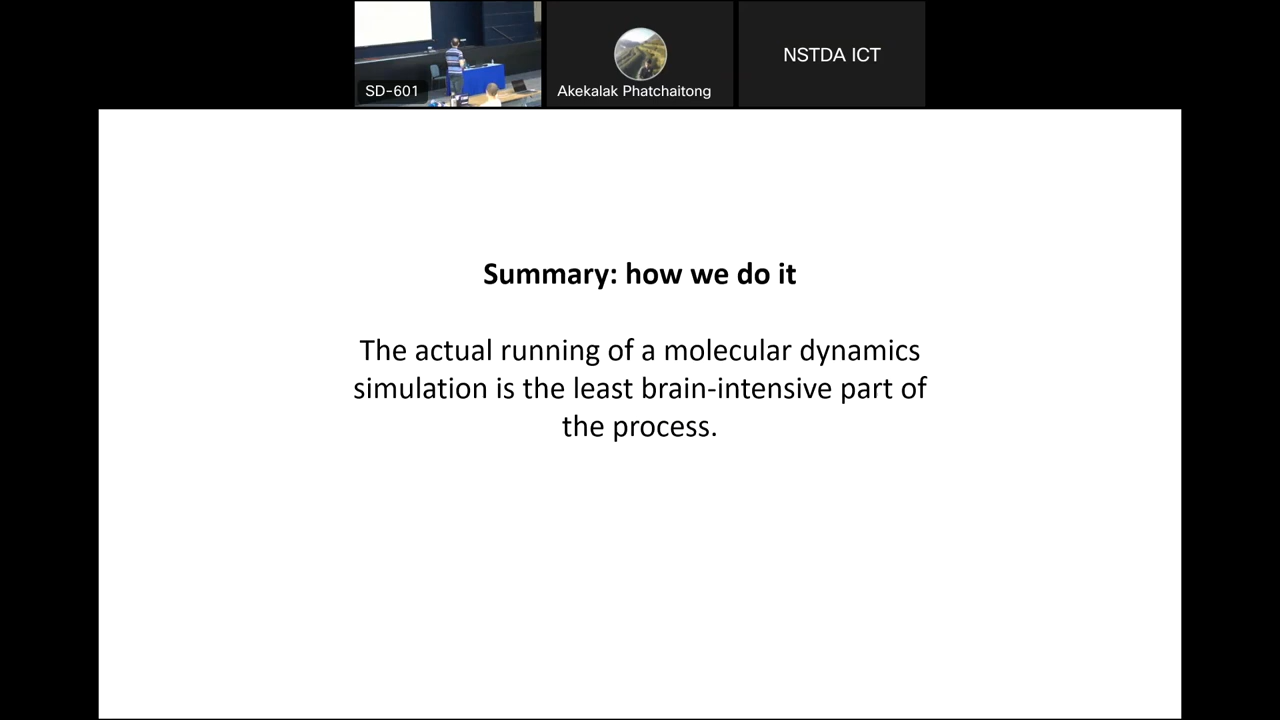 SD-601
Akekalak Phatchaitong
NSTDA ICT
Summary: how we do it
The actual running of a molecular dynamics
simulation is the least brain-intensive part of
the process.